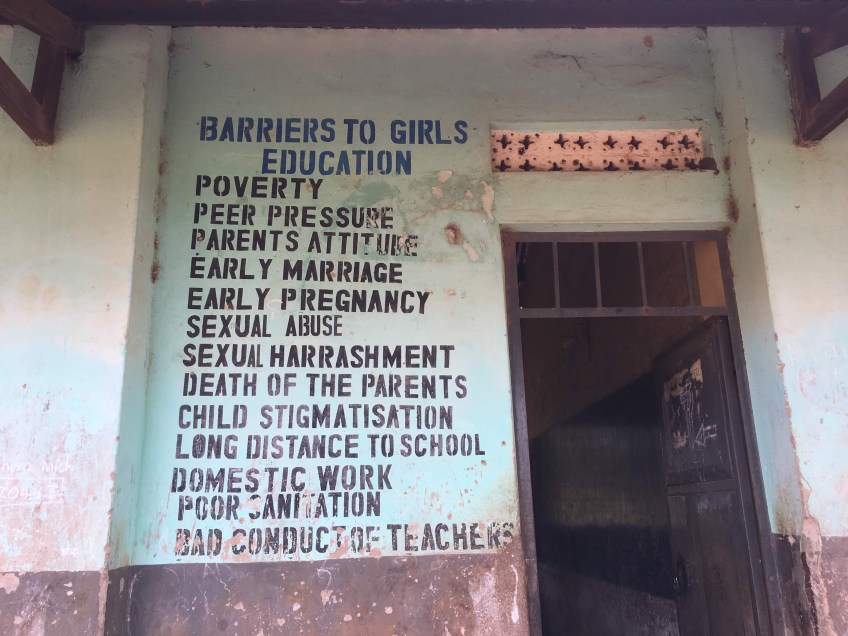 BARRIERS TO GIRLS
EDUCATION
POVERTY
PEER PRESSURE
PARENTS ATTITUDE
EARLY MARRIAGE
EARLY PREGNANCY
SEXUAL ABUSE
SEXUAL HARRASHMENT
DEATH OF THE PARENTS
CHILD STIGMATISATION
LONG DISTANCE TO SCHOOL
DOMESTIC WORK
POOR SANITATION
BAD CONDUCT OF TEACHERS